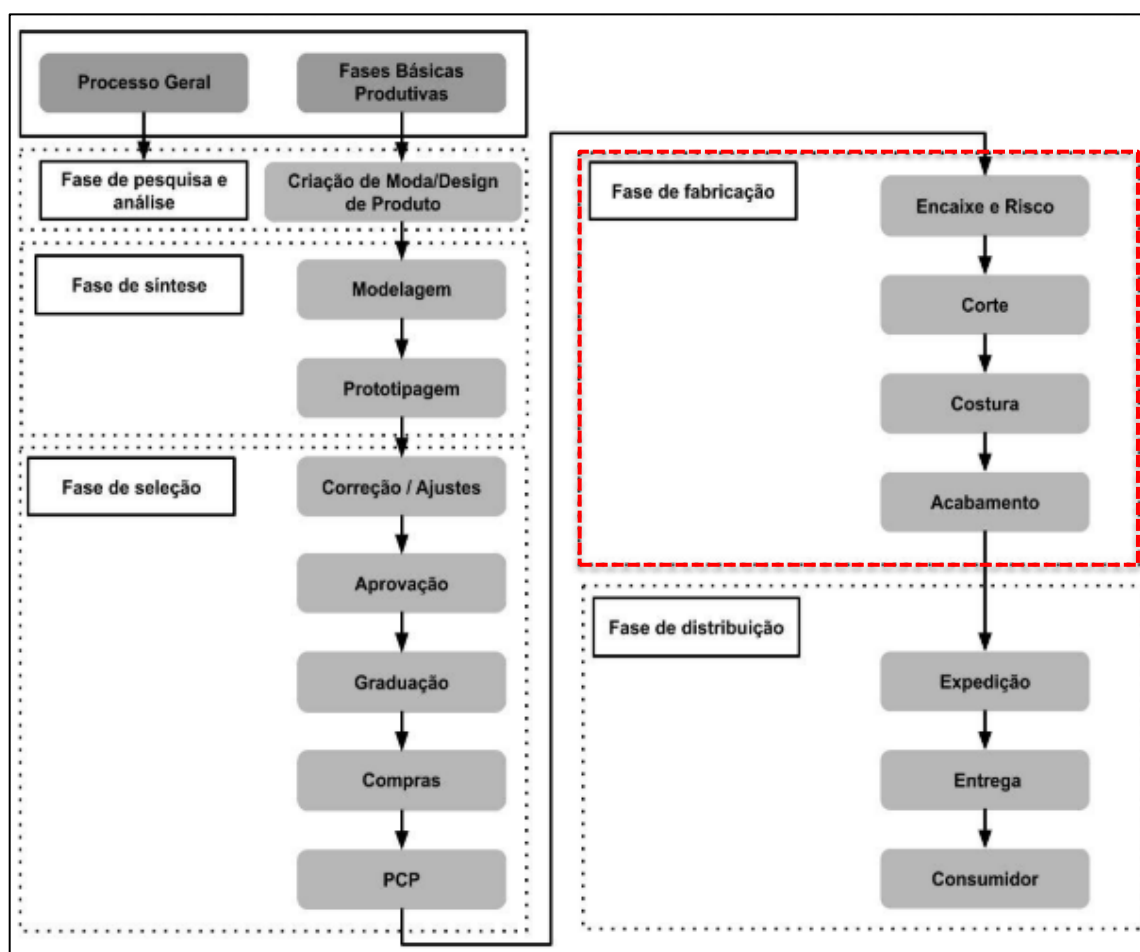 Processo Geral
Fases Básicas
Produtivas
Fase de pesquisa e
análise
Criação de Moda/Design
de Produto
Fase de síntese
Modelagem
Prototipagem
Fase de seleção
Correção / Ajustes
Aprovação
Graduação
Compras
PCP
Fase de fabricação
Encaixe e Risco
Corte
Costura
Acabamento
Fase de distribuição
Expedição
Entrega
Consumidor